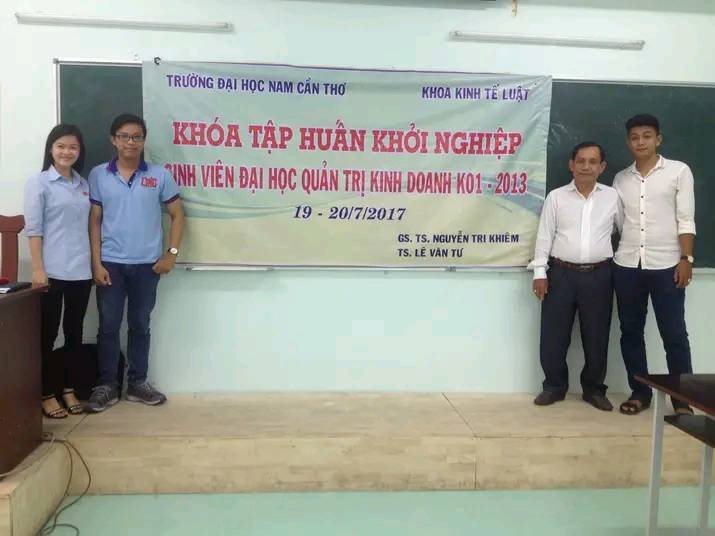 TRƯỜNG ĐẠI HỌC NAM CẦN THƠ
KHOA KINH TẾ LUẬT
KHÓA TẬP HUẤN KHỞI NGHIỆP
SINH VIÊN ĐẠI HỌC QUẢN TRỊ KINH DOANH K01 - 2013
19 - 20/7/2017
GS. TS. NGUYỄN TRI KHIÊM
TS. LÊ VĂN TƯ